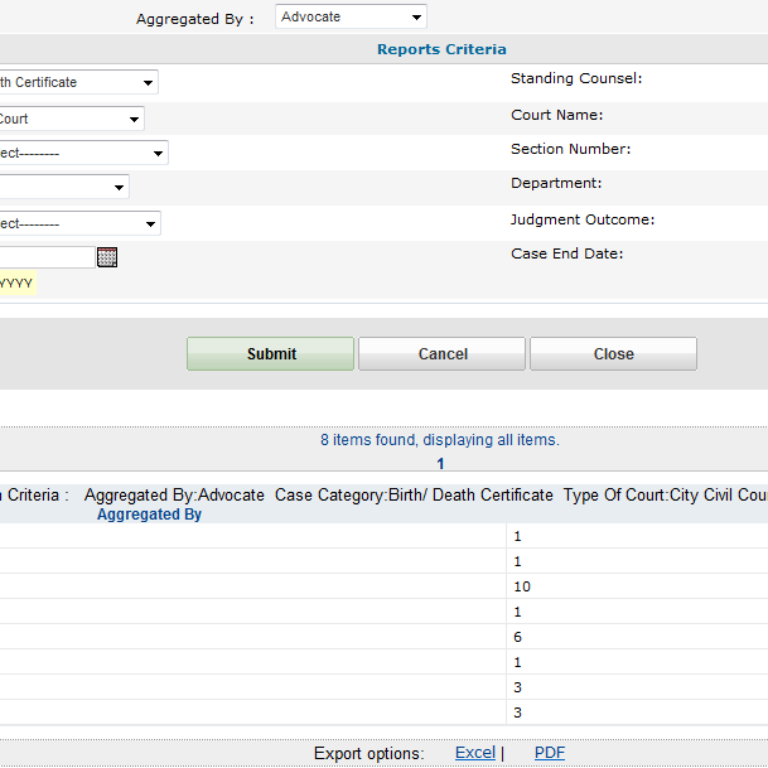 Aggregated By : Advocate
Reports Criteria
th Certificate Standing Counsel:
Court Court Name:
ect-------- Section Number:
Department:
ect-------- Judgment Outcome:
Case End Date:
YYYY
Submit Cancel Close
8 items found, displaying all items.
1
Criteria : Aggregated By:Advocate Case Category:Birth/ Death Certificate Type Of Court:City Civil Cou
Aggregated By
1
1
10
1
6
1
3
3
Export options: Excel | PDF